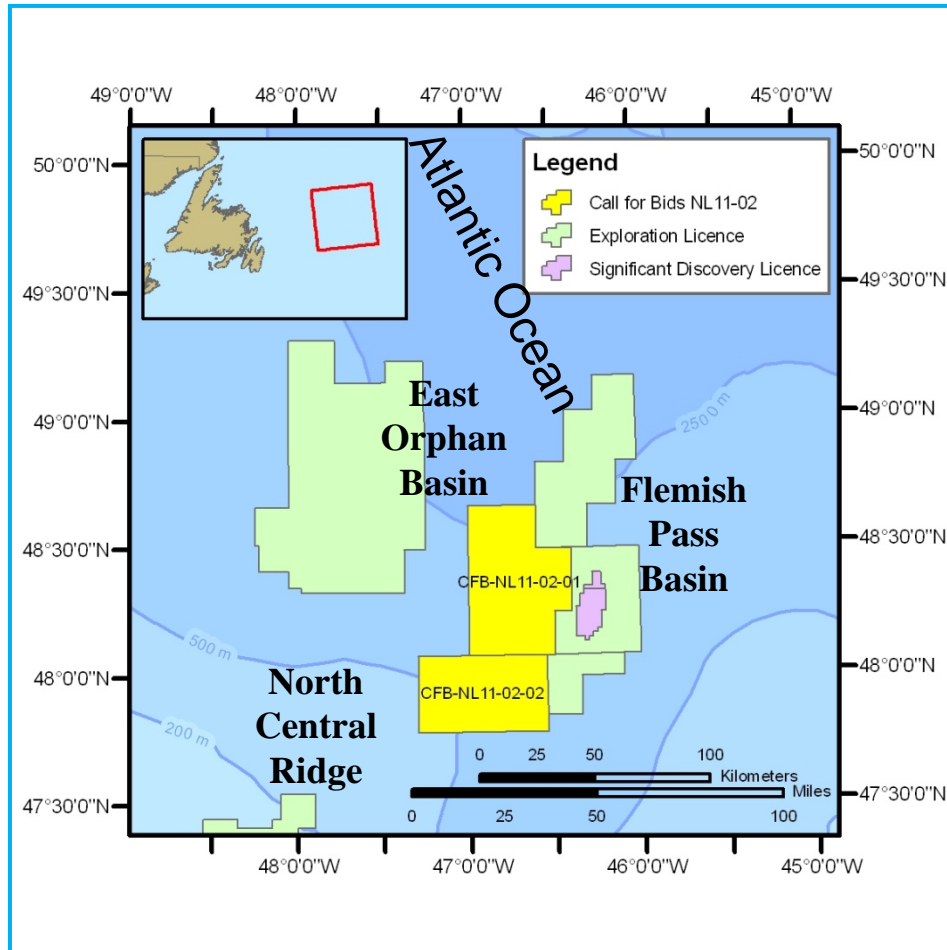 49°0'0"W 48°0'0"W 47°0'0"W 46°0'0"W 45°0'0"W
50°0'0"N
49°30'0"N
49°0'0"N
48°30'0"N
48°0'0"N
47°30'0"N
Atlantic Ocean
Legend
Call for Bids NL11-02
Exploration Licence
Significant Discovery Licence
50°0'0"N
49°30'0"N
49°0'0"N
48°30'0"N
48°0'0"N
47°30'0"N
East
Orphan
Basin
2500 m
Flemish
Pass
Basin
CFB-NL11-02-01
500 m
CFB-NL11-02-02
North
Central
Ridge
200 m
0 25 50 100
Kilometers
Miles
0 25 50 100
48°0'0"W 47°0'0"W 46°0'0"W 45°0'0"W